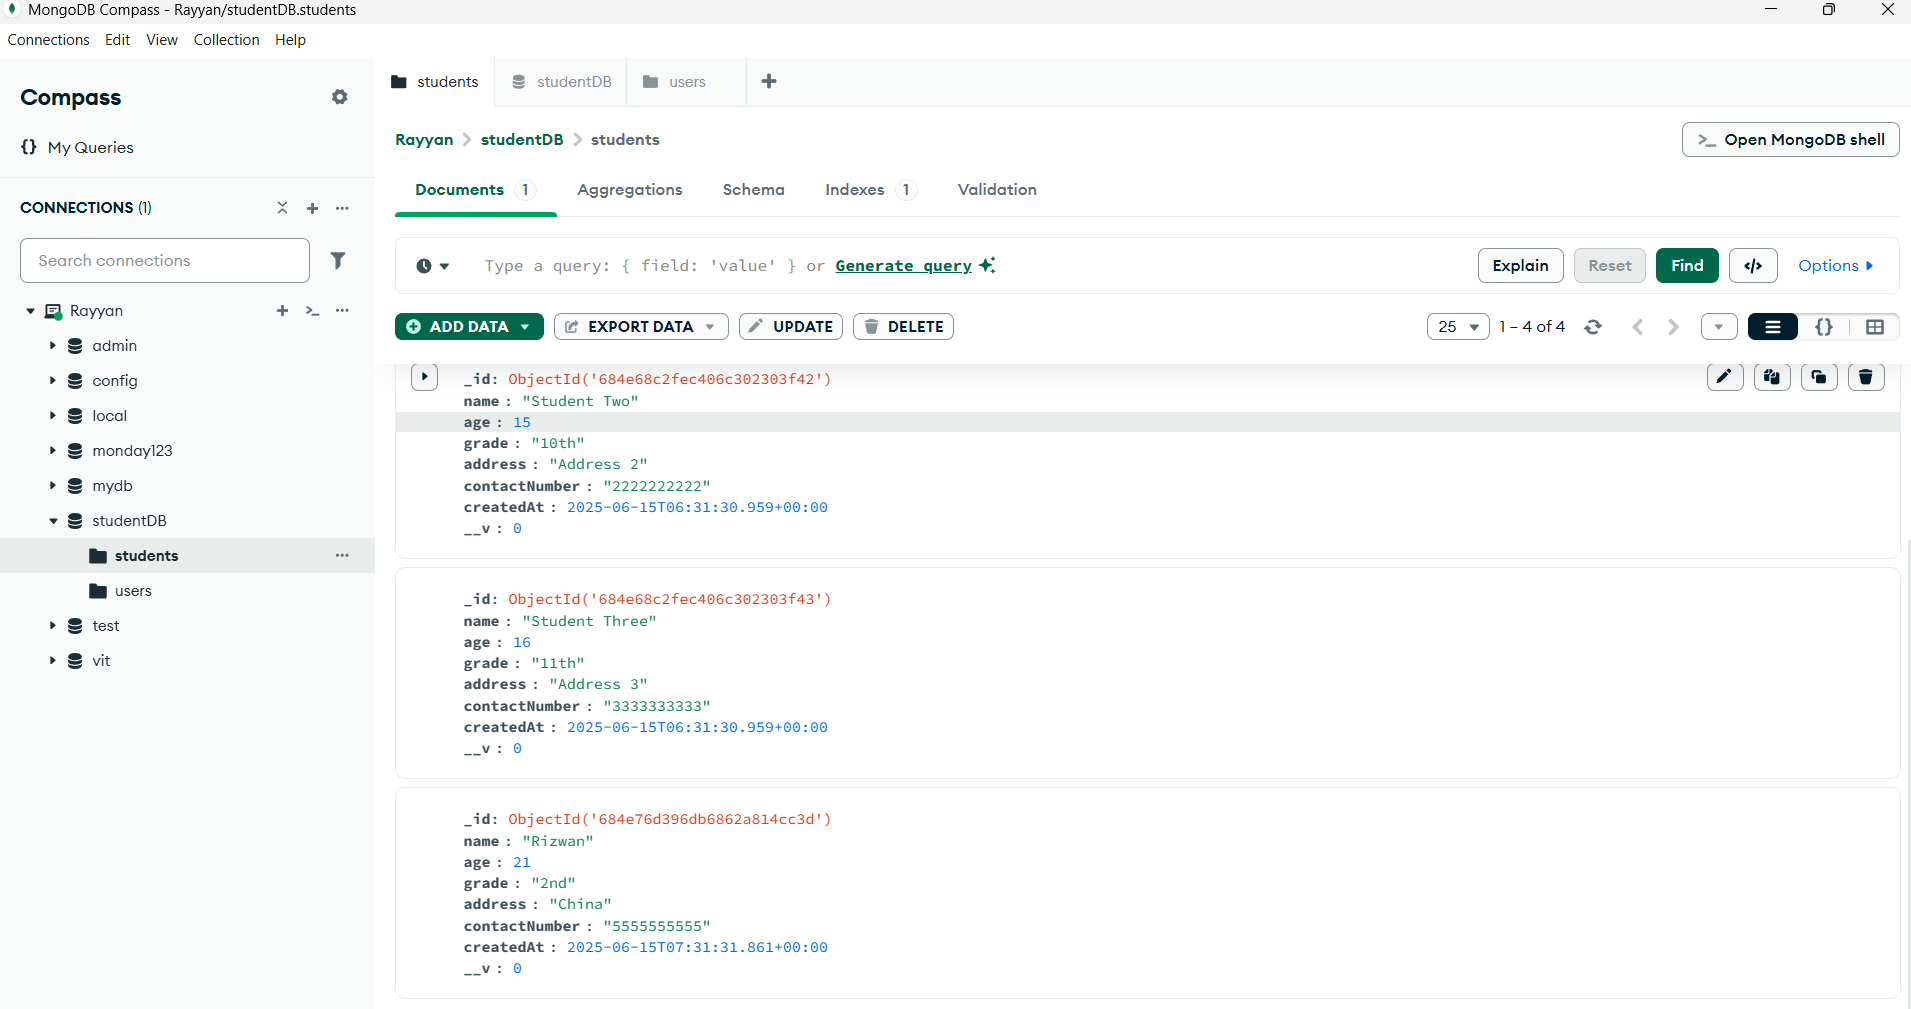 MongoDB Compass - Rayyan/studentDB.students
Connections Edit View Collection Help
Compass
{} My Queries
CONNECTIONS (1)
Search connections
Rayyan
admin
config
local
monday123
mydb
studentDB
students
users
test
vit
students studentDB users
Rayyan > studentDB > students
>_ Open MongoDB shell
Documents 1 Aggregations Schema Indexes 1 Validation
Type a query: { field: 'value' } or Generate query
Explain Reset Find </> Options
ADD DATA EXPORT DATA UPDATE DELETE
25 1 – 4 of 4 {}
_id: ObjectId('684e68c2fec406c302303f42')
name : "Student Two"
age : 15
grade : "10th"
address : "Address 2"
contactNumber : "2222222222"
createdAt : 2025-06-15T06:31:30.959+00:00
__v : 0
_id: ObjectId('684e68c2fec406c302303f43')
name : "Student Three"
age : 16
grade : "11th"
address : "Address 3"
contactNumber : "3333333333"
createdAt : 2025-06-15T06:31:30.959+00:00
__v : 0
_id: ObjectId('684e76d396db6862a814cc3d')
name : "Rizwan"
age : 21
grade : "2nd"
address : "China"
contactNumber : "5555555555"
createdAt : 2025-06-15T07:31:31.861+00:00
__v : 0